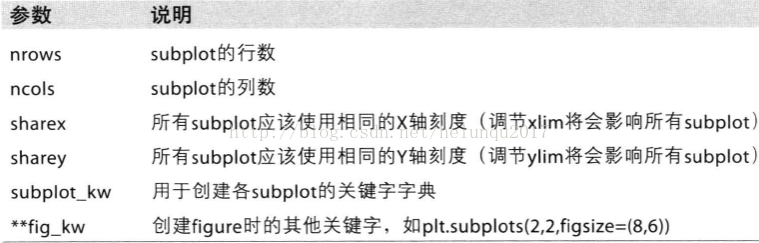 参数 说明
nrows subplot的行数
ncols subplot的列数
sharex 所有subplot应该使用相同的X轴刻度（调节xlim将会影响所有subplot）
http://blog.csdn.net/hefunqu2017
sharey 所有subplot应该使用相同的Y轴刻度（调节ylim将会影响所有subplot）
subplot_kw 用于创建各subplot的关键字字典
**fig_kw 创建figure时的其他关键字，如plt.subplots(2,2,figsize=(8,6))